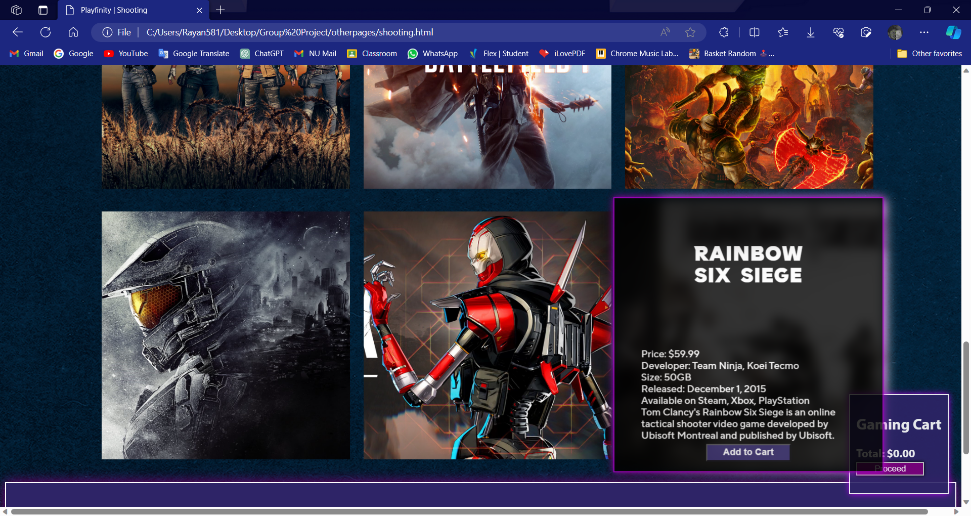 Playfinity | Shooting
File
C:/Users/Rayan581/Desktop/Group%20Project/otherpages/shooting.html
Gmail
Google
YouTube
Google Translate
ChatGPT
NU Mail
Classroom
WhatsApp
Flex | Student
iLovePDF
Chrome Music Lab...
Basket Random
Other favorites
RAINBOW
SIX SIEGE
Price: $59.99
Developer: Team Ninja, Koei Tecmo
Size: 50GB
Released: December 1, 2015
Available on Steam, Xbox, PlayStation
Tom Clancy's Rainbow Six Siege is an online
tactical shooter video game developed by
Ubisoft Montreal and published by Ubisoft.
Add to Cart
Gaming Cart
Total: $0.00
Proceed